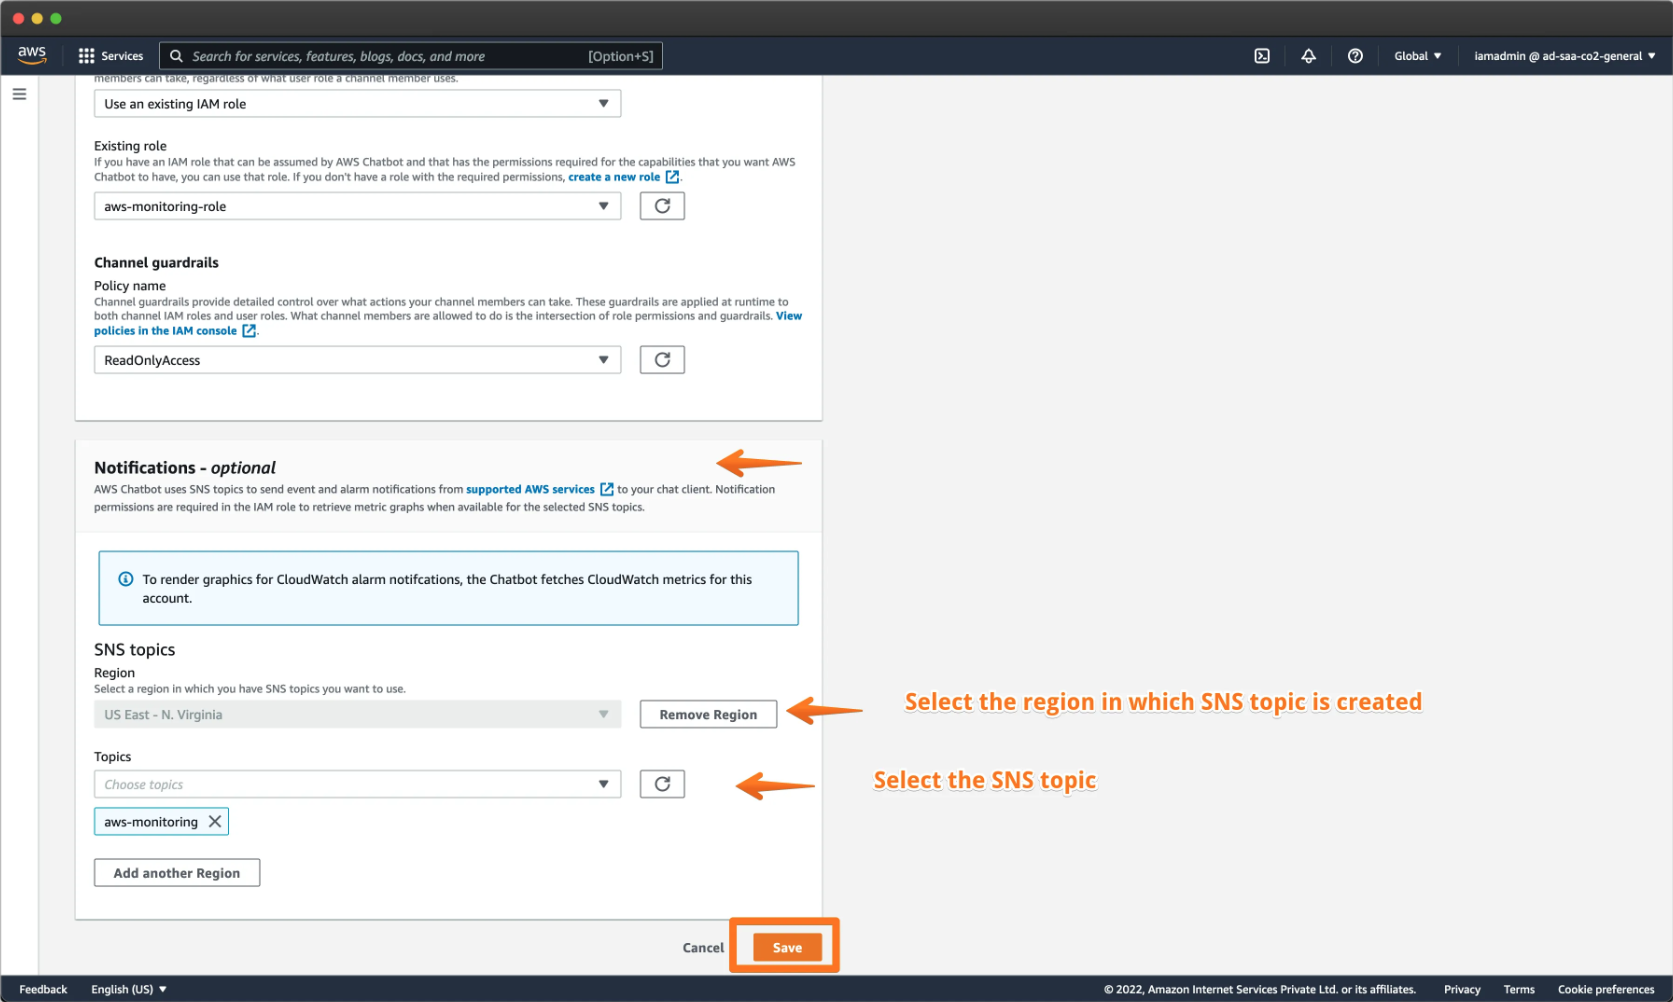 aws
Services
Search for services, features, blogs, docs, and more
[Option+S]
Global
iamadmin @ ad-saa-co2-general
members can take, regardless of what user role a channel member uses.
Use an existing IAM role
Existing role
If you have an IAM role that can be assumed by AWS Chatbot and that has the permissions required for the capabilities that you want AWS
Chatbot to have, you can use that role. If you don't have a role with the required permissions, create a new role .
aws-monitoring-role
Channel guardrails
Policy name
Channel guardrails provide detailed control over what actions your channel members can take. These guardrails are applied at runtime to
both channel IAM roles and user roles. What channel members are allowed to do is the intersection of role permissions and guardrails. View
policies in the IAM console .
ReadOnlyAccess
Notifications - optional
AWS Chatbot uses SNS topics to send event and alarm notifications from supported AWS services to your chat client. Notification
permissions are required in the IAM role to retrieve metric graphs when available for the selected SNS topics.
To render graphics for CloudWatch alarm notifcations, the Chatbot fetches CloudWatch metrics for this
account.
SNS topics
Region
Select a region in which you have SNS topics you want to use.
US East - N. Virginia
Remove Region
Select the region in which SNS topic is created
Topics
Choose topics
Select the SNS topic
aws-monitoring
Add another Region
Cancel
Save
Feedback
English (US)
© 2022, Amazon Internet Services Private Ltd. or its affiliates.
Privacy
Terms
Cookie preferences